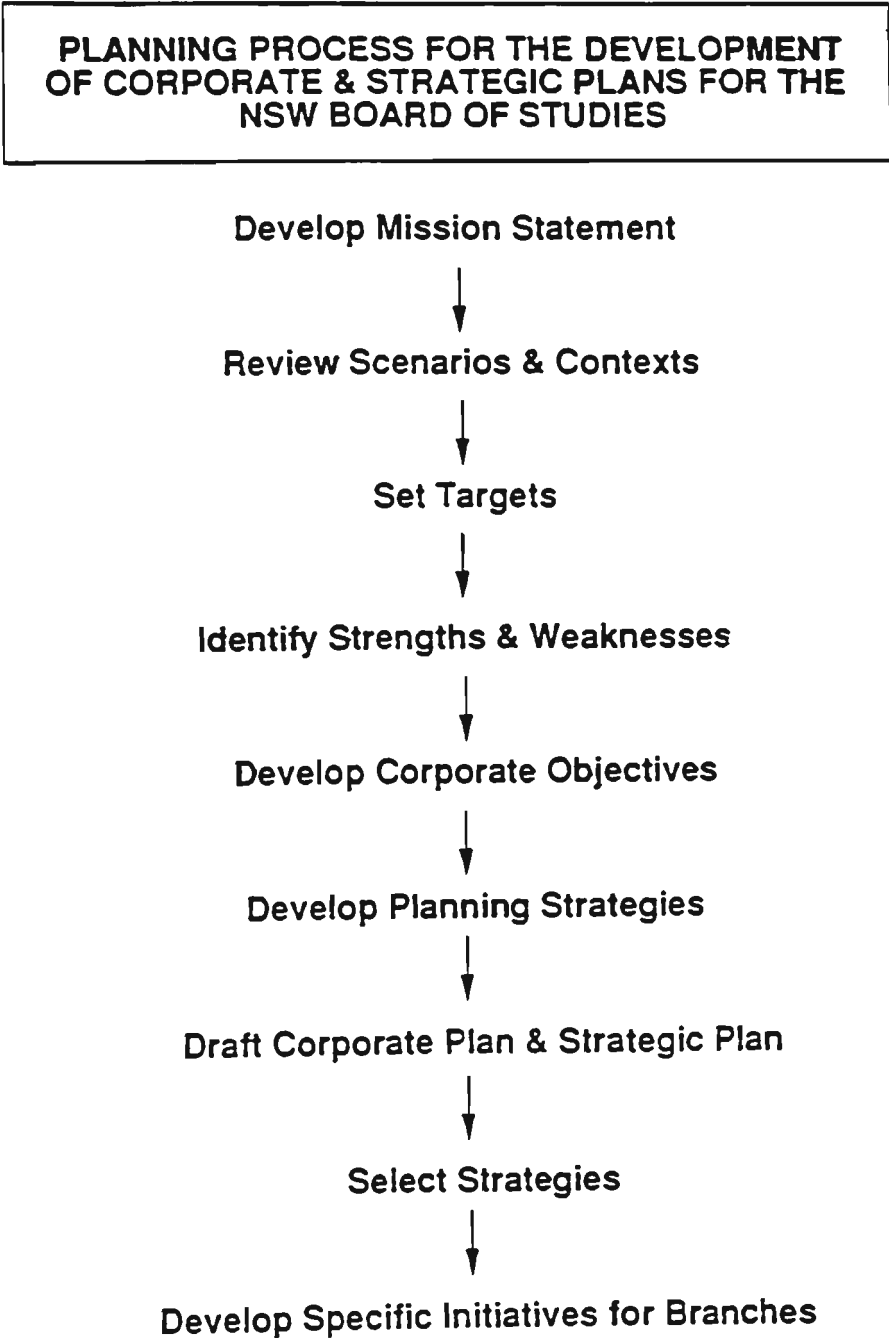 PLANNING PROCESS FOR THE DEVELOPMENT
OF CORPORATE & STRATEGIC PLANS FOR THE
NSW BOARD OF STUDIES
Develop Mission Statement
Review Scenarios & Contexts
Set Targets
Identify Strengths & Weaknesses
Develop Corporate Objectives
Develop Planning Strategies
Draft Corporate Plan & Strategic Plan
Select Strategies
Develop Specific Initiatives for Branches